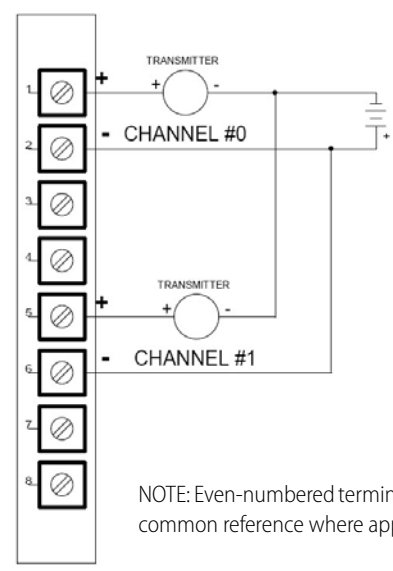 TRANSMITTER
1 + + -
- CHANNEL #0
2 +
3
4
TRANSMITTER
5 + + -
- CHANNEL #1
6
7
8
NOTE: Even-numbered
common reference where